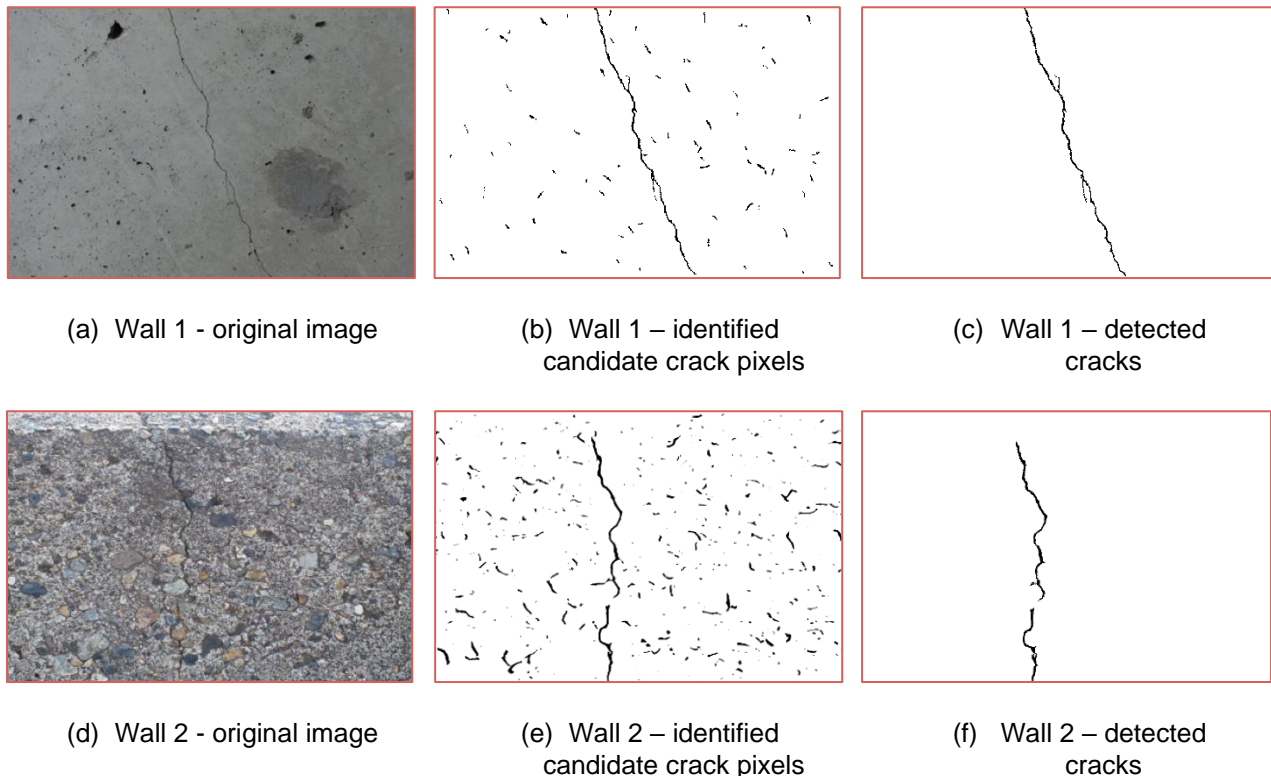 (a) Wall 1 - original image
(b) Wall 1 – identified
candidate crack pixels
(c) Wall 1 – detected
cracks
(d) Wall 2 - original image
(e) Wall 2 – identified
candidate crack pixels
(f) Wall 2 – detected
cracks